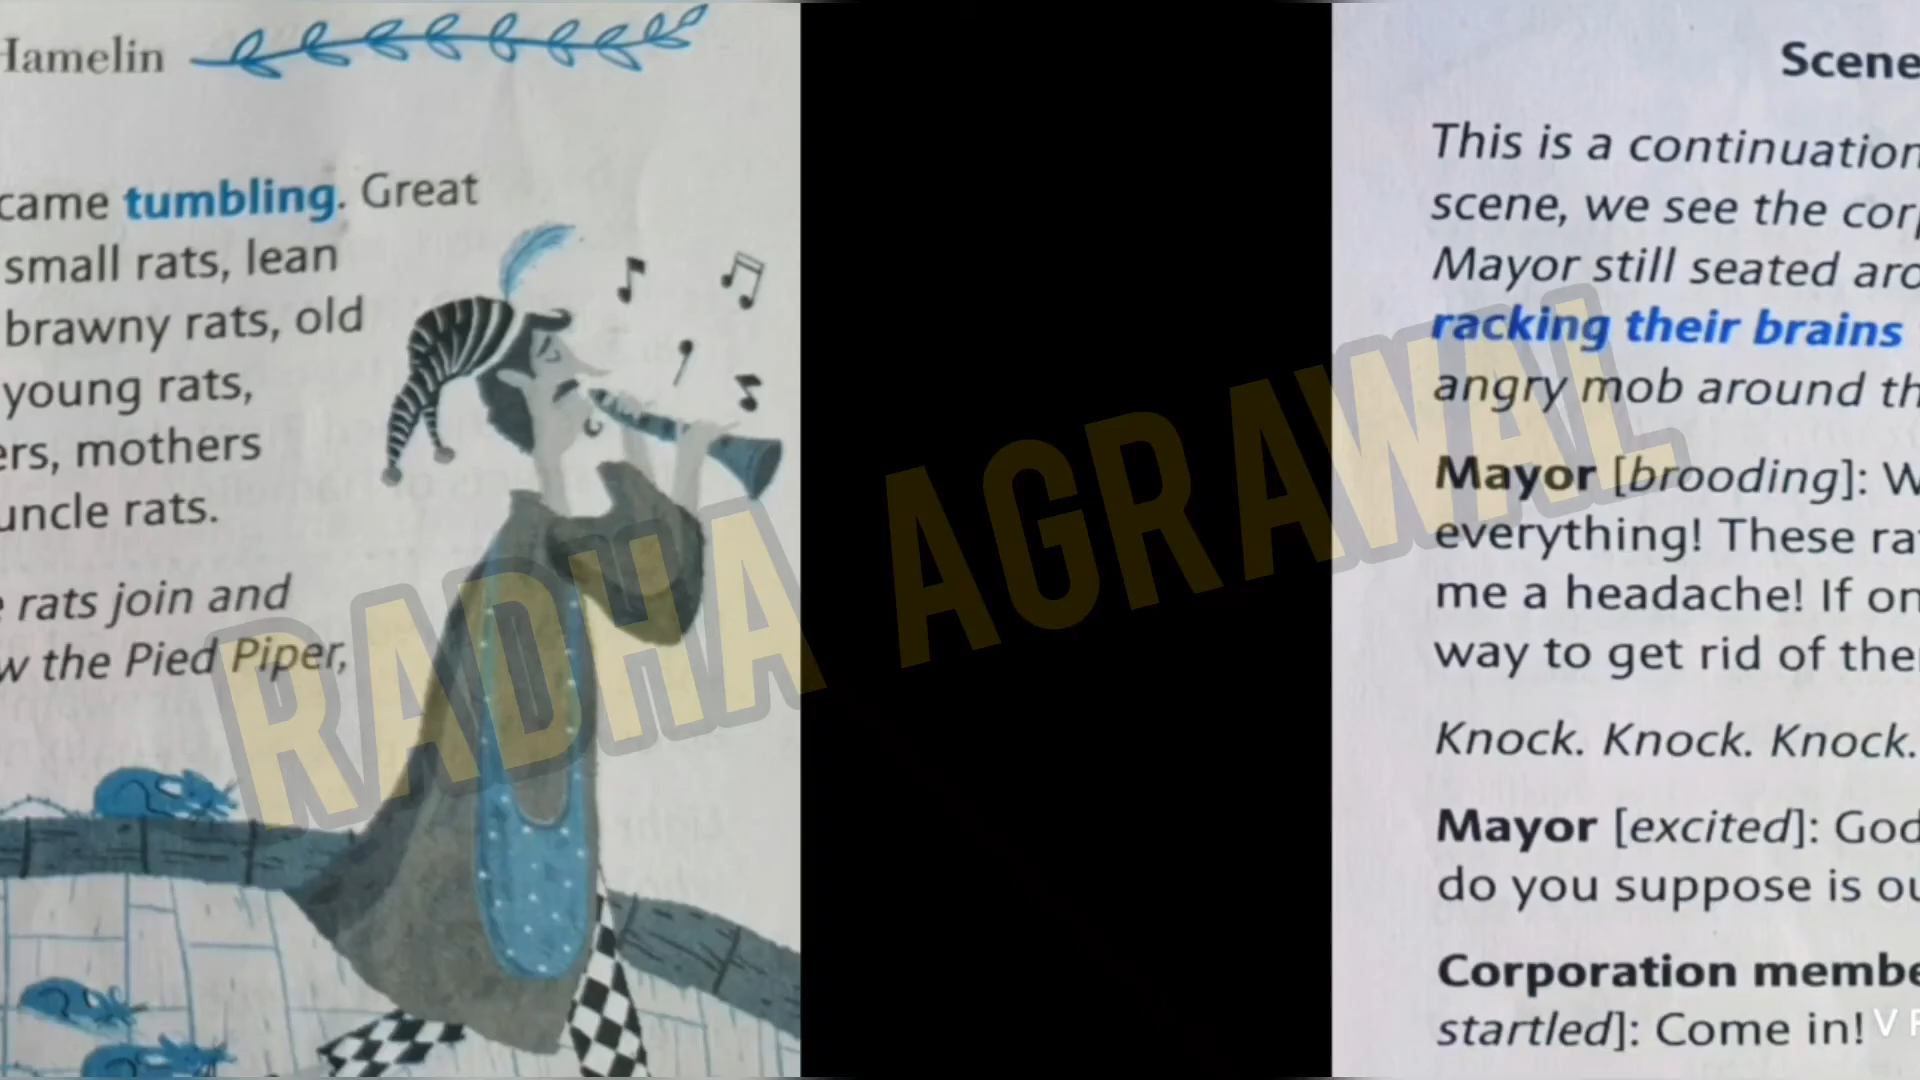 Hamelin
came tumbling. Great
small rats, lean
brawny rats, old
young rats,
ers, mothers
uncle rats.
rats join and
w the Pied Piper,
RADHA AGRAWAL
Scene
This is a continuation
scene, we see the corp
Mayor still seated aro
racking their brains
angry mob around th
Mayor [brooding]: W
everything! These ra
me a headache! If on
way to get rid of the
Knock. Knock. Knock.
Mayor [excited]: God
do you suppose is ou
Corporation membe
startled]: Come in!
V F